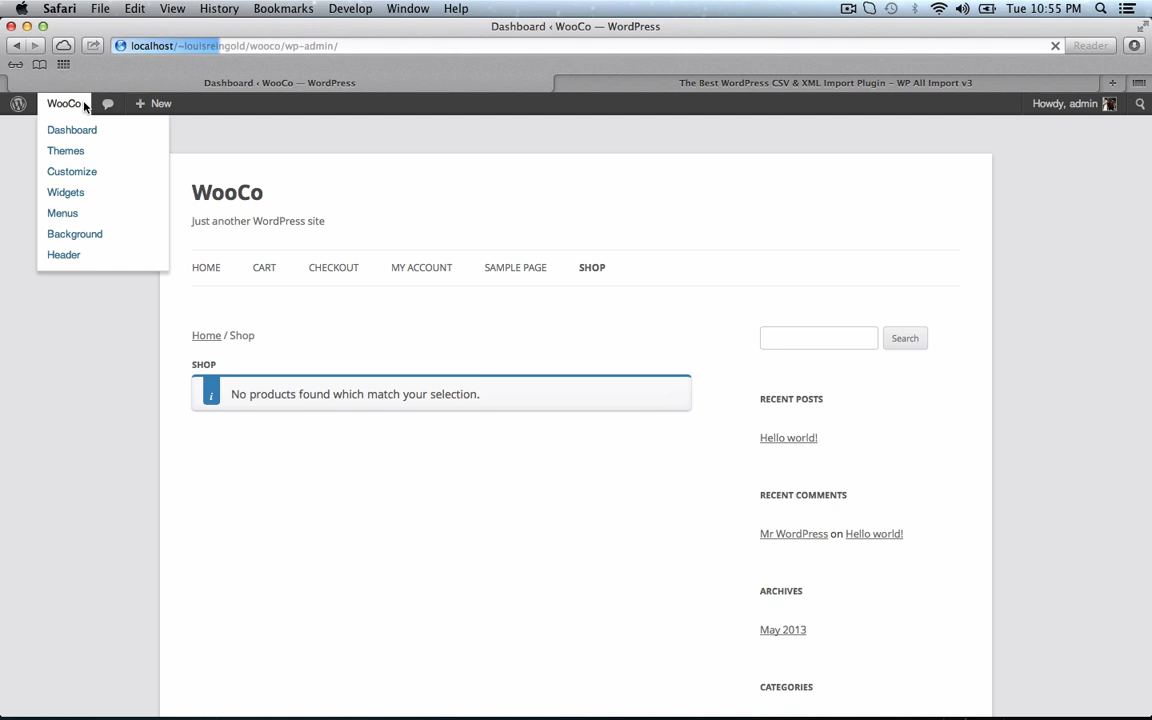 Safari File Edit View History Bookmarks Develop Window Help Tue 10:55 PM
Dashboard ‹ WooCo — WordPress
localhost/~louisreingold/wooco/wp-admin/ Reader
Dashboard ‹ WooCo — WordPress The Best WordPress CSV & XML Import Plugin – WP All Import v3
WooCo + New Howdy, admin
Dashboard
Themes
Customize
Widgets
Menus
Background
Header
WooCo
Just another WordPress site
HOME CART CHECKOUT MY ACCOUNT SAMPLE PAGE SHOP
Home / Shop
SHOP
i No products found which match your selection.
Search
RECENT POSTS
Hello world!
RECENT COMMENTS
Mr WordPress on Hello world!
ARCHIVES
May 2013
CATEGORIES